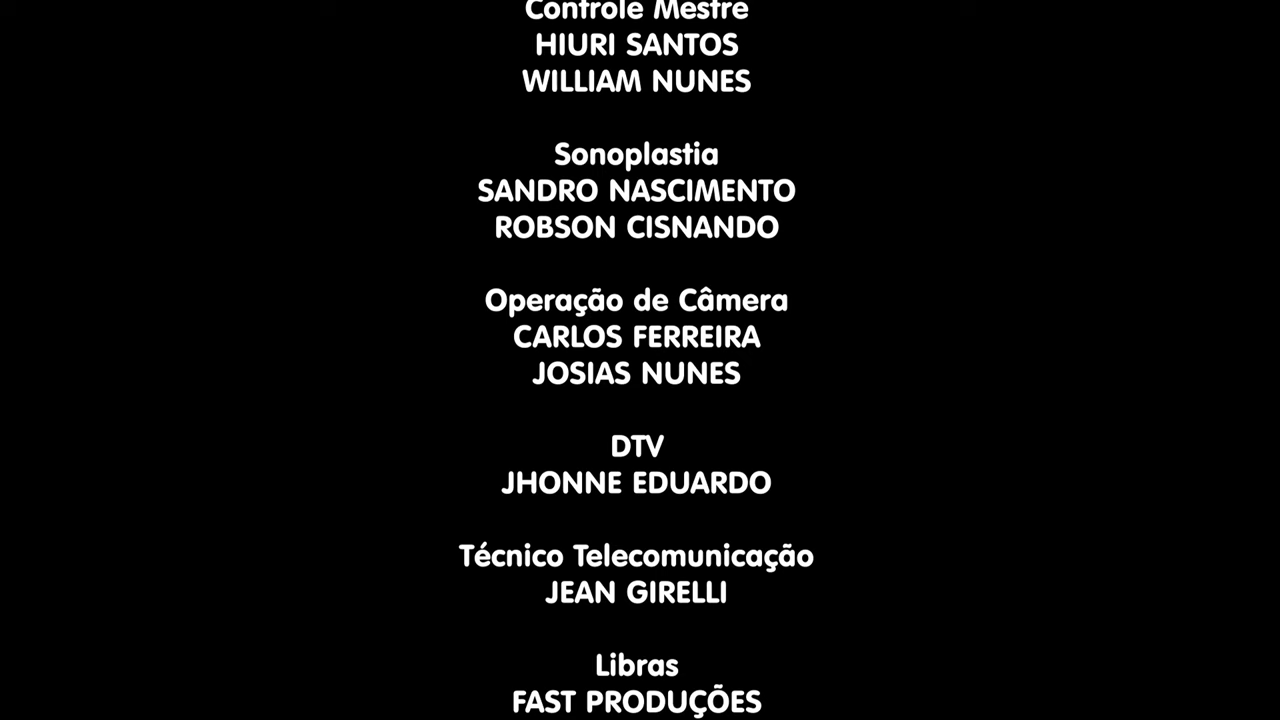 Controle Mestre
HIURI SANTOS
WILLIAM NUNES
Sonoplastia
SANDRO NASCIMENTO
ROBSON CISNANDO
Operação de Câmera
CARLOS FERREIRA
JOSIAS NUNES
DTV
JHONNE EDUARDO
Técnico Telecomunicação
JEAN GIRELLI
Libras
FAST PRODUÇÕES